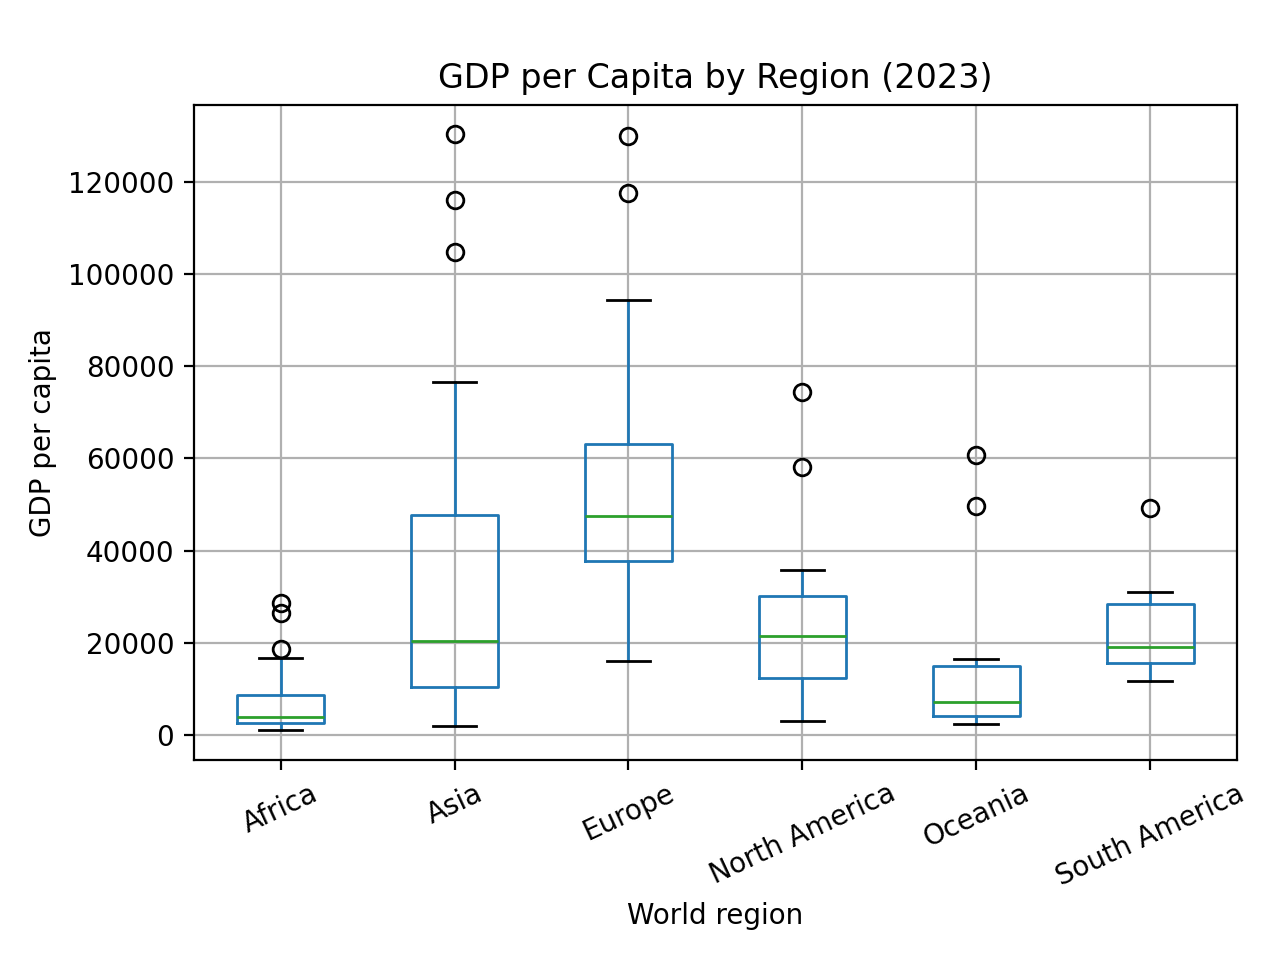 GDP per Capita by Region (2023)
120000
100000
80000
60000
40000
20000
0
GDP per capita
Africa
Asia
Europe
North America
Oceania
South America
World region